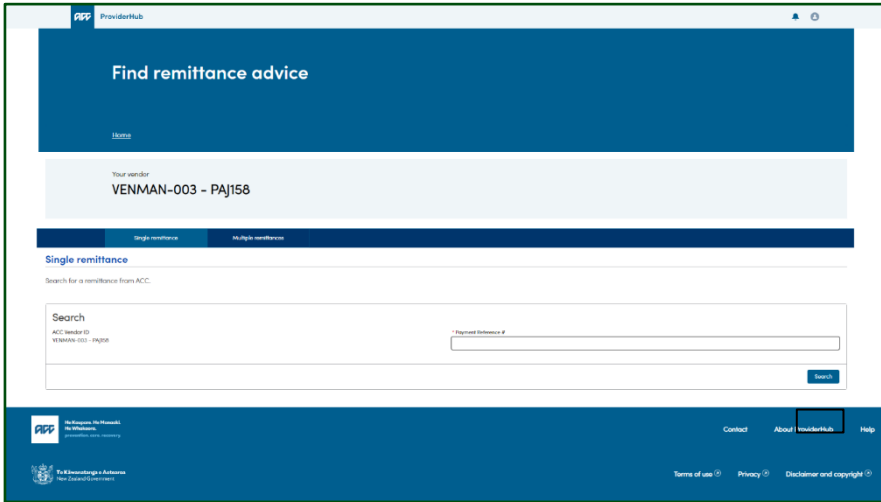 acc ProviderHub
Find remittance advice
Home
Your vendor
VENMAN-003 - PAJ158
Single remittance Multiple remittances
Single remittance
Search for a remittance from ACC.
Search
ACC Vendor ID
VENMAN-003 - PAJ158
* Payment Reference #
Search
acc
He Kaupare. He Manaaki.
He Whakaora.
prevention. care. recovery.
Contact About ProviderHub Help
Te Kāwanatanga o Aotearoa
New Zealand Government
Terms of use Privacy Disclaimer and copyright